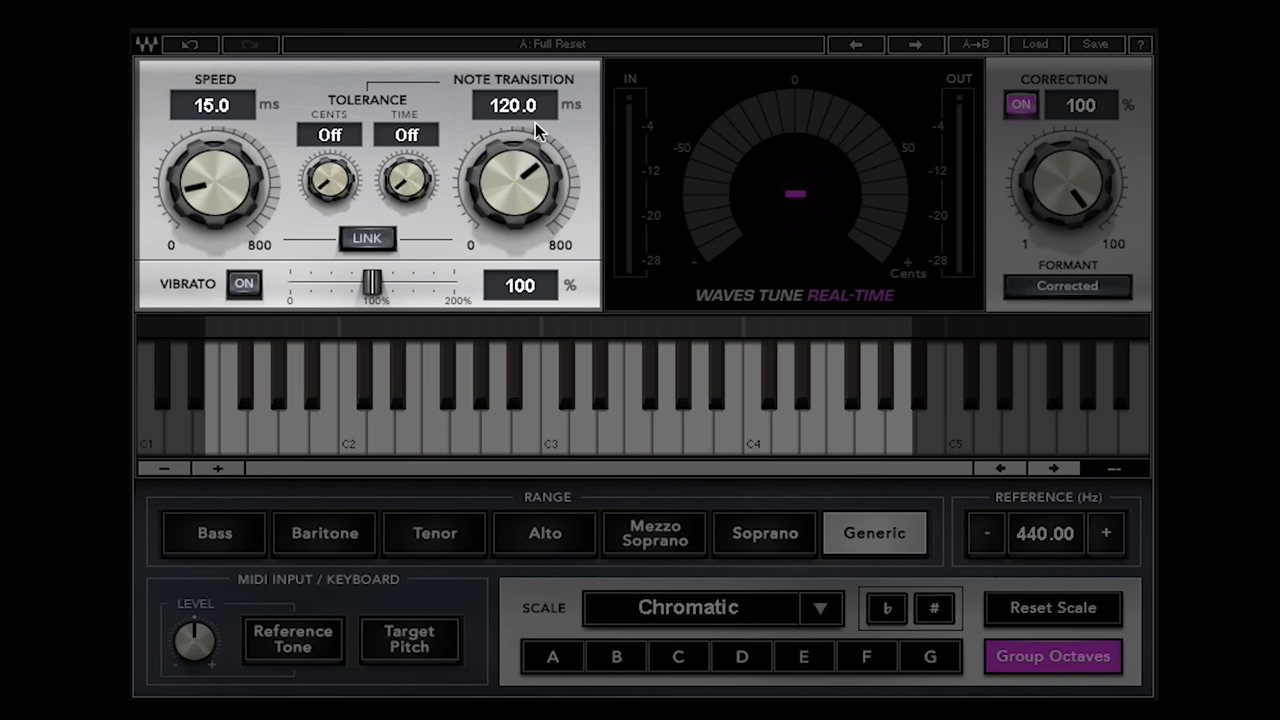 A: Full Reset
A→B
Load
Save
?
SPEED
15.0 ms
0 800
TOLERANCE
CENTS TIME
Off Off
LINK
NOTE TRANSITION
120.0 ms
0 800
VIBRATO ON
0 100% 200%
100 %
IN
-4
-12
-20
-28
0
-50 50
- +
Cents
OUT
-4
-12
-20
-28
WAVES TUNE REAL-TIME
CORRECTION
ON 100 %
1 100
FORMANT
Corrected
C1 C2 C3 C4 C5
- + ---
RANGE
Bass Baritone Tenor Alto Mezzo Soprano Soprano Generic
REFERENCE (Hz)
- 440.00 +
MIDI INPUT / KEYBOARD
LEVEL
- +
Reference Tone
Target Pitch
SCALE Chromatic ▼ ♭ # Reset Scale
A B C D E F G Group Octaves